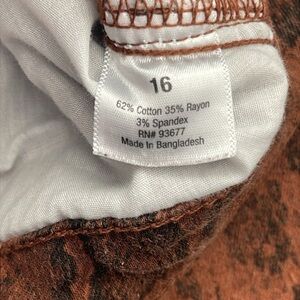 16
62% Cotton 35% Rayon
3% Spandex
RN# 93677
Made in Bangladesh